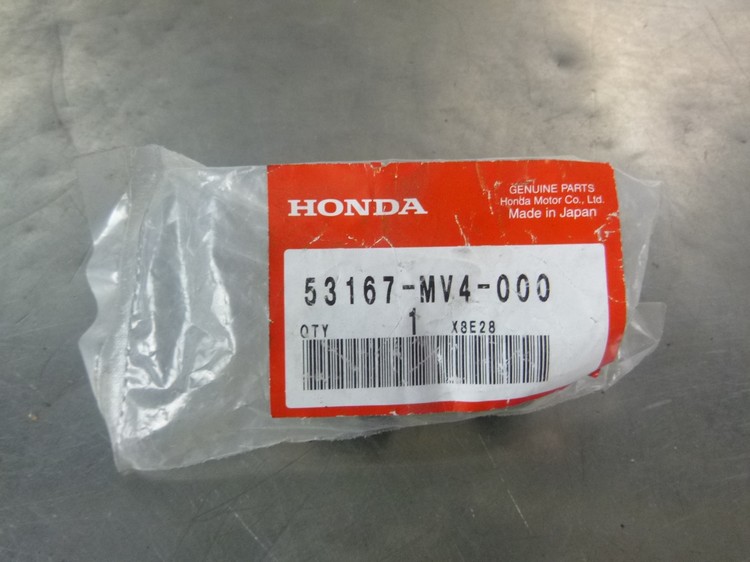 HONDA
GENUINE PARTS
Honda Motor Co., Ltd.
Made in Japan
53167-MV4-000
QTY 1 X8E28